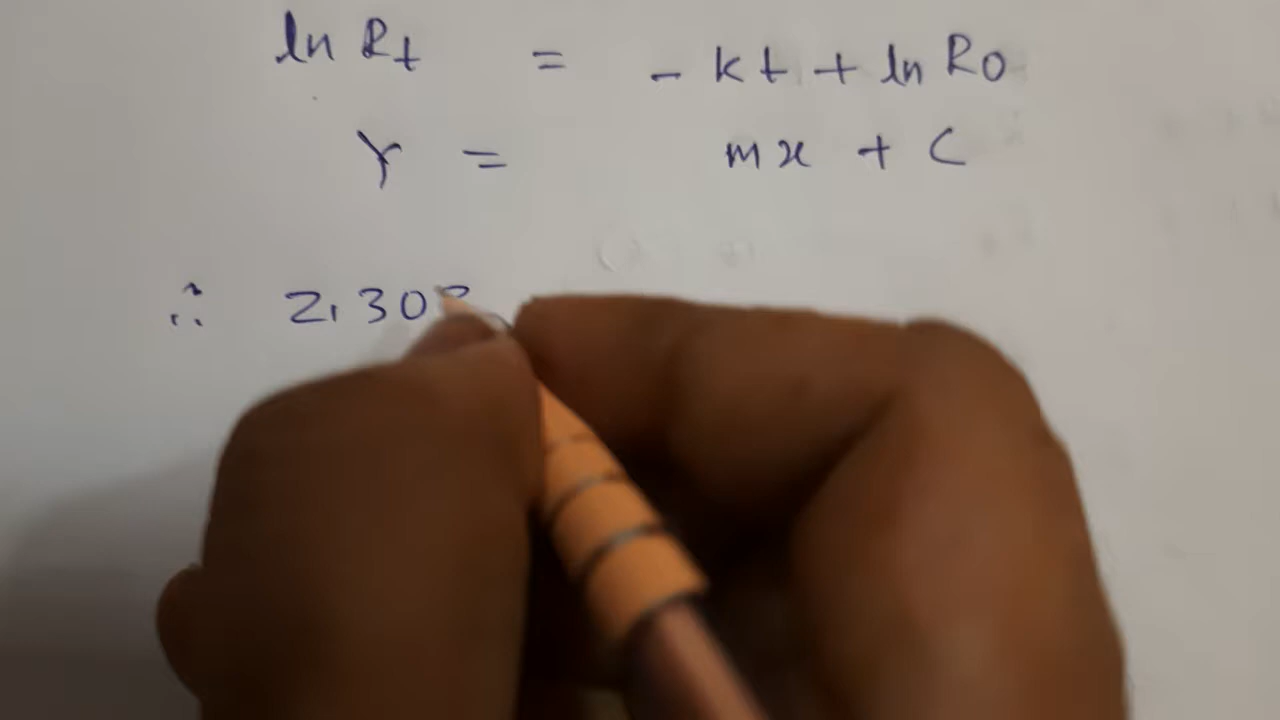 ln Rt = - kt + ln R0
Y = mx + C
∴ 2.303